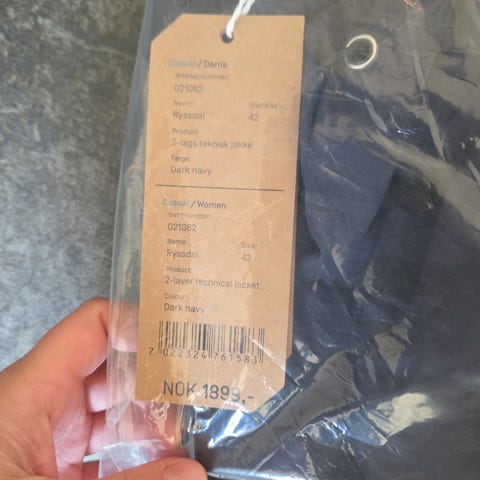 Casual / Dame
Artikkelnummer:
021062
Navn: Størrelse:
Ryssdal 42
Produkt:
2-lags teknisk jakke
Farge:
Dark navy
Casual / Women
Item number:
021062
Name: Size:
Ryssdal 42
Product:
2-layer technical jacket
Colour:
Dark navy
7 022324 761583
NOK 1899,-